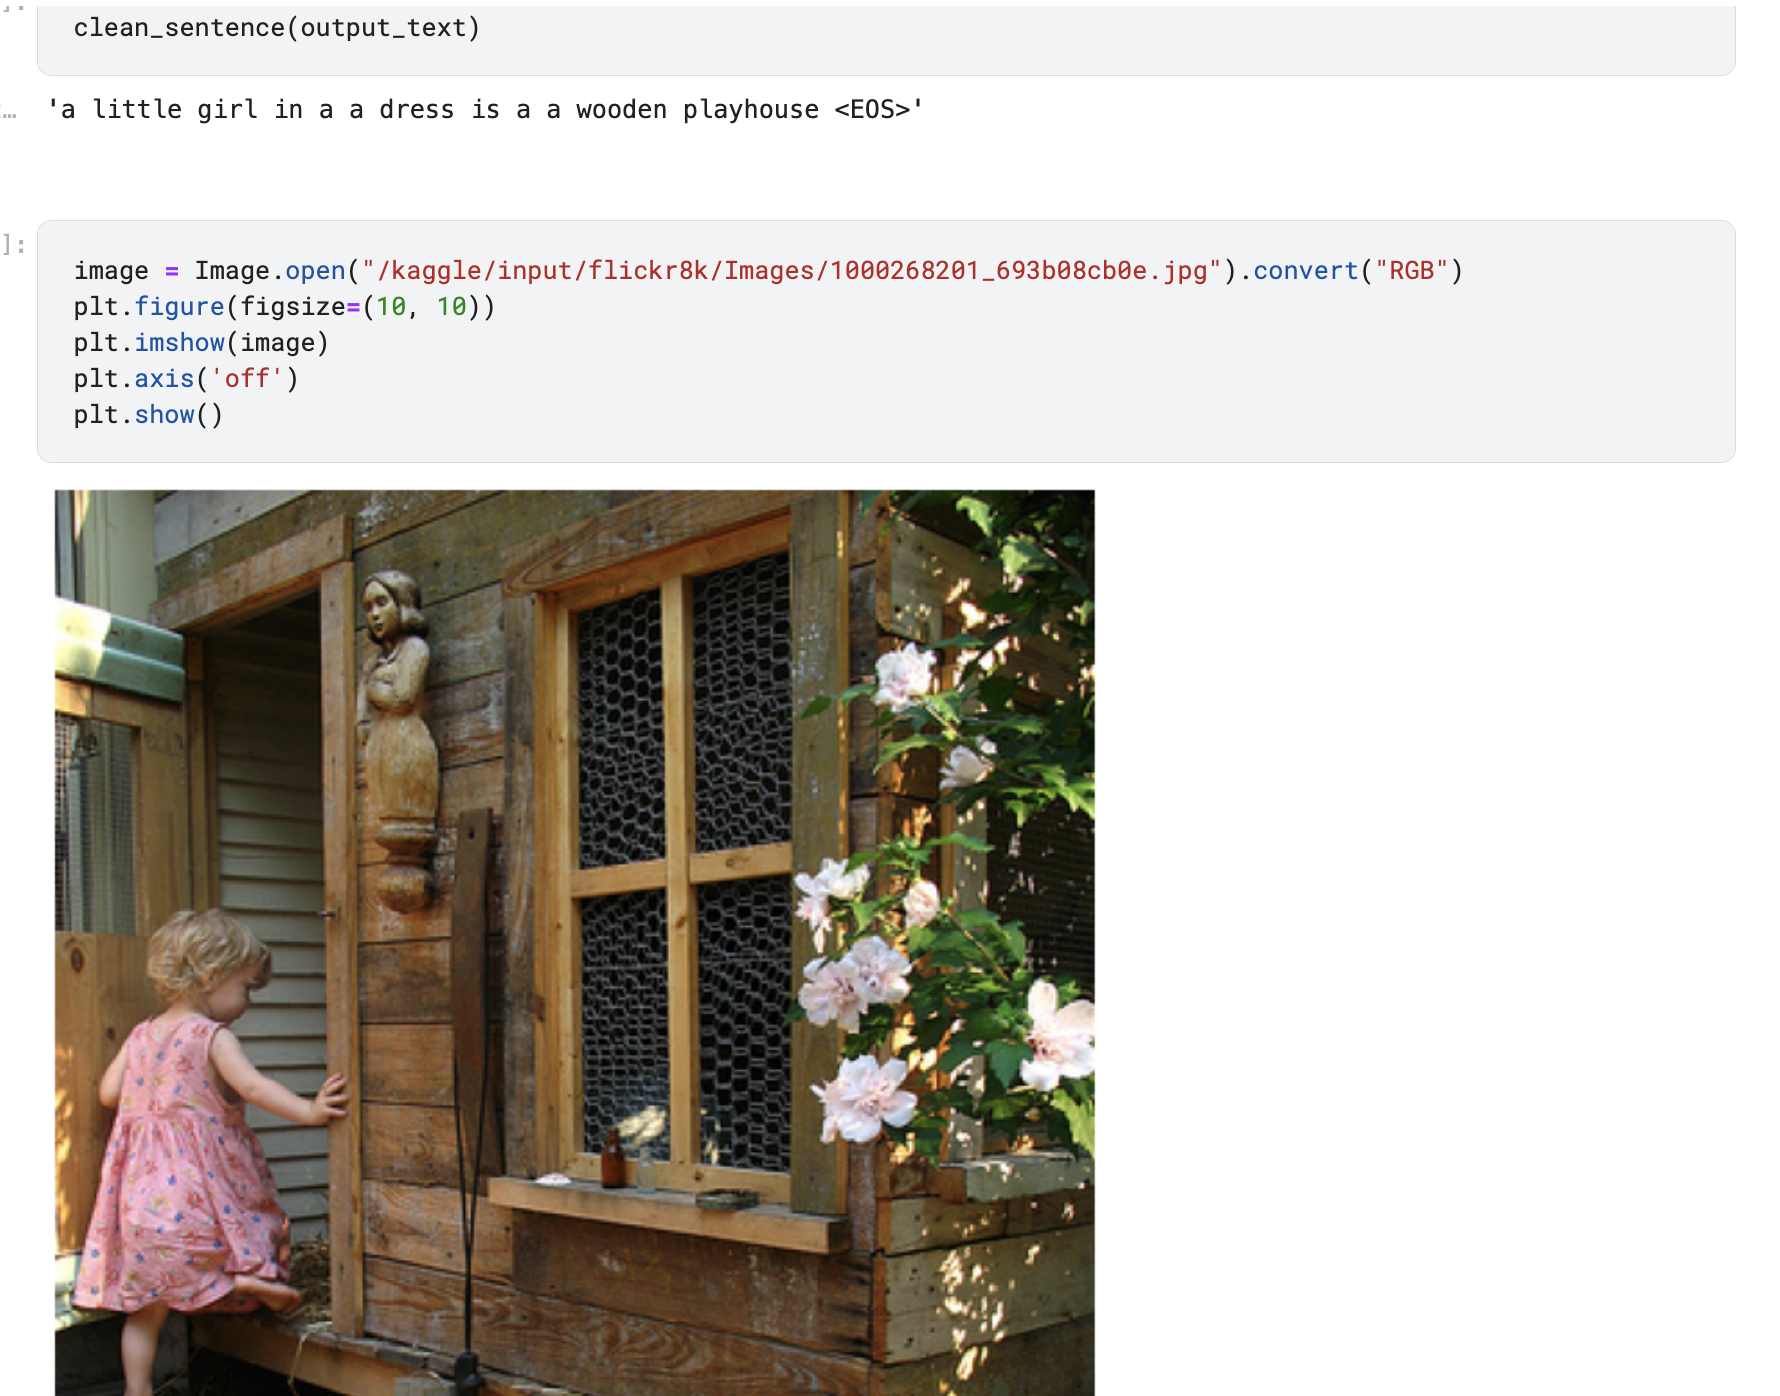 ]:
clean_sentence(output_text)
… 'a little girl in a a dress is a a wooden playhouse <EOS>'
]:
image = Image.open("/kaggle/input/flickr8k/Images/1000268201_693b08cb0e.jpg").convert("RGB")
plt.figure(figsize=(10, 10))
plt.imshow(image)
plt.axis('off')
plt.show()